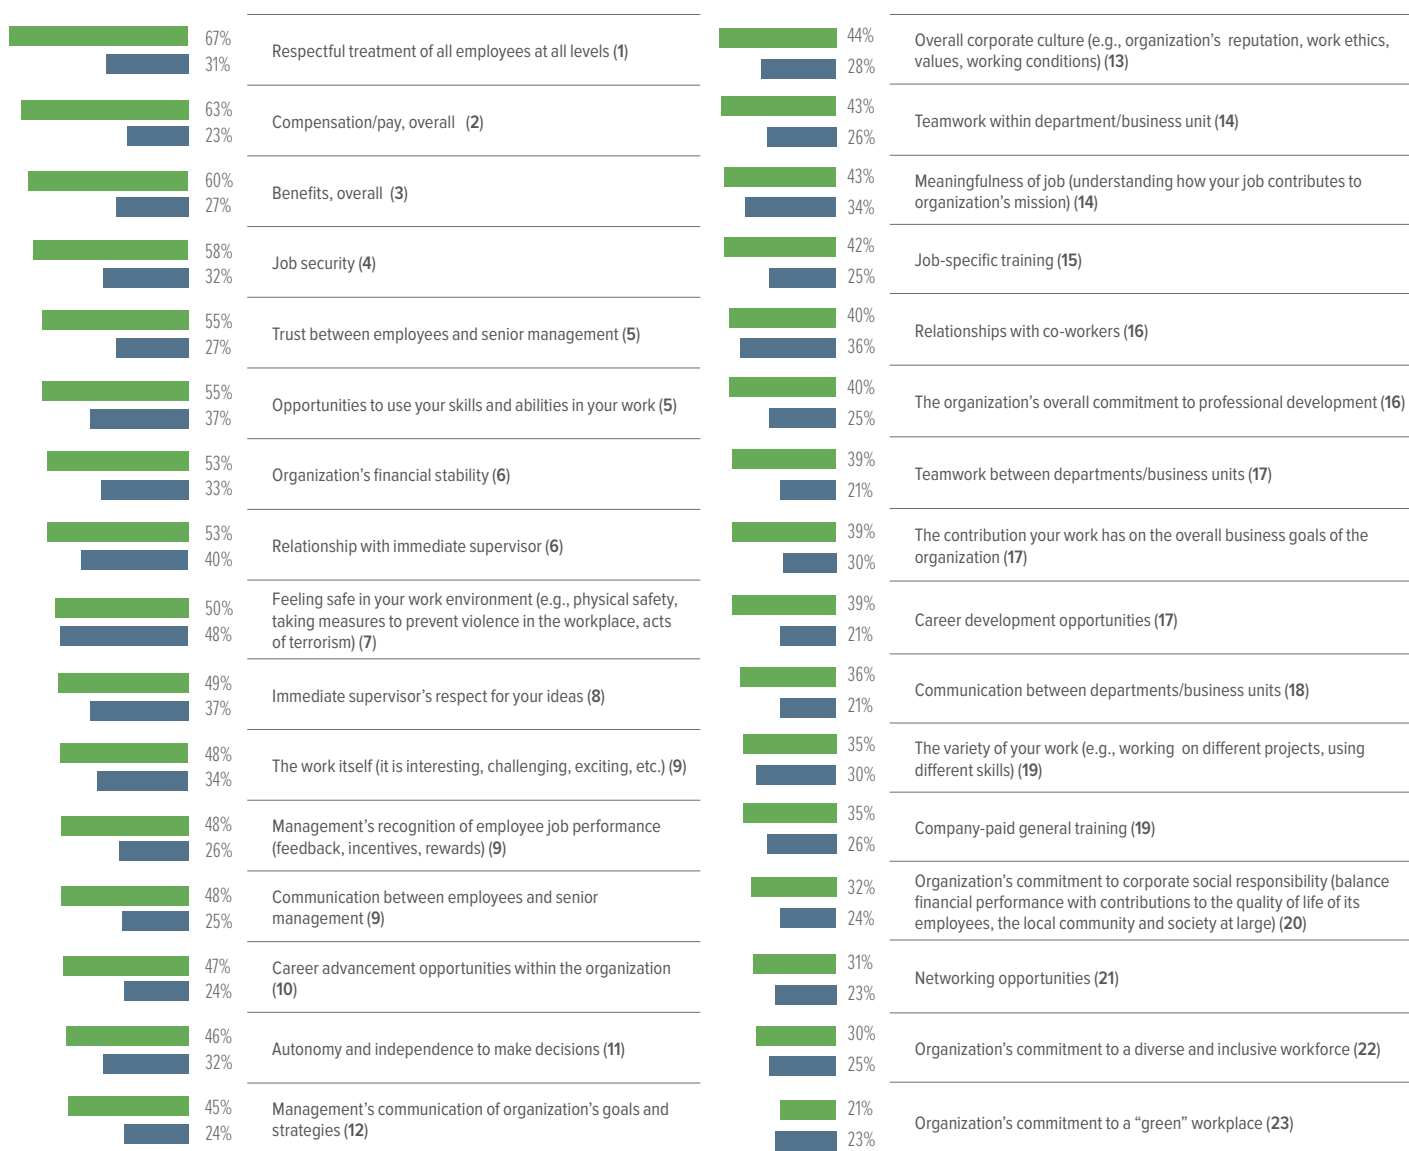 67%
31%
Respectful treatment of all employees at all levels (1)
63%
23%
Compensation/pay, overall (2)
60%
27%
Benefits, overall (3)
58%
32%
Job security (4)
55%
27%
Trust between employees and senior management (5)
55%
37%
Opportunities to use your skills and abilities in your work (5)
53%
33%
Organization’s financial stability (6)
53%
40%
Relationship with immediate supervisor (6)
50%
48%
Feeling safe in your work environment (e.g., physical safety,
taking measures to prevent violence in the workplace, acts
of terrorism) (7)
49%
37%
Immediate supervisor’s respect for your ideas (8)
48%
34%
The work itself (it is interesting, challenging, exciting, etc.) (9)
48%
26%
Management’s recognition of employee job performance
(feedback, incentives, rewards) (9)
48%
25%
Communication between employees and senior
management (9)
47%
24%
Career advancement opportunities within the organization
(10)
46%
32%
Autonomy and independence to make decisions (11)
45%
24%
Management’s communication of organization’s goals and
strategies (12)
44%
28%
Overall corporate culture (e.g., organization’s reputation, work ethics,
values, working conditions) (13)
43%
26%
Teamwork within department/business unit (14)
43%
34%
Meaningfulness of job (understanding how your job contributes to
organization’s mission) (14)
42%
25%
Job-specific training (15)
40%
36%
Relationships with co-workers (16)
40%
25%
The organization’s overall commitment to professional development (16)
39%
21%
Teamwork between departments/business units (17)
39%
30%
The contribution your work has on the overall business goals of the
organization (17)
39%
21%
Career development opportunities (17)
36%
21%
Communication between departments/business units (18)
35%
30%
The variety of your work (e.g., working on different projects, using
different skills) (19)
35%
26%
Company-paid general training (19)
32%
24%
Organization’s commitment to corporate social responsibility (balance
financial performance with contributions to the quality of life of its
employees, the local community and society at large) (20)
31%
23%
Networking opportunities (21)
30%
25%
Organization’s commitment to a diverse and inclusive workforce (22)
21%
23%
Organization’s commitment to a “green” workplace (23)